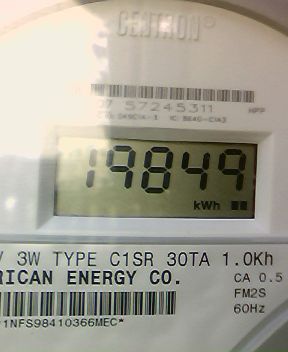 CENTRON®
57245311
19849
kWh
3W TYPE C1SR 30TA 1.0Kh
RICAN ENERGY CO.
CA 0.5
FM2S
60Hz
1NFS98410366MEC*